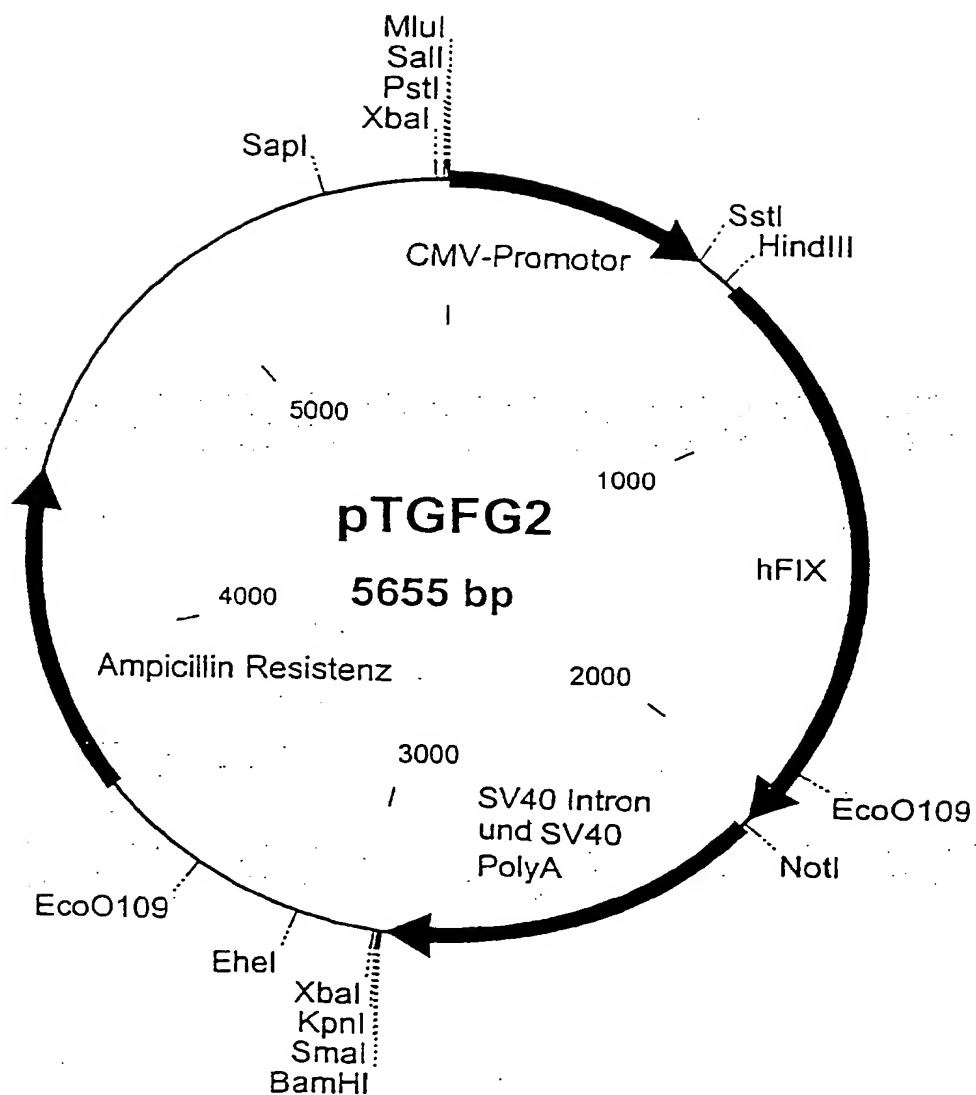 MluI
SalI
PstI
XbaI
SapI
SstI
HindIII
CMV-Promotor
5000
1000
pTGFG2
5655 bp
hFIX
4000
Ampicillin Resistenz
2000
3000
SV40 Intron
und SV40
PolyA
EcoO109
NotI
EcoO109
EheI
XbaI
KpnI
SmaI
BamHI